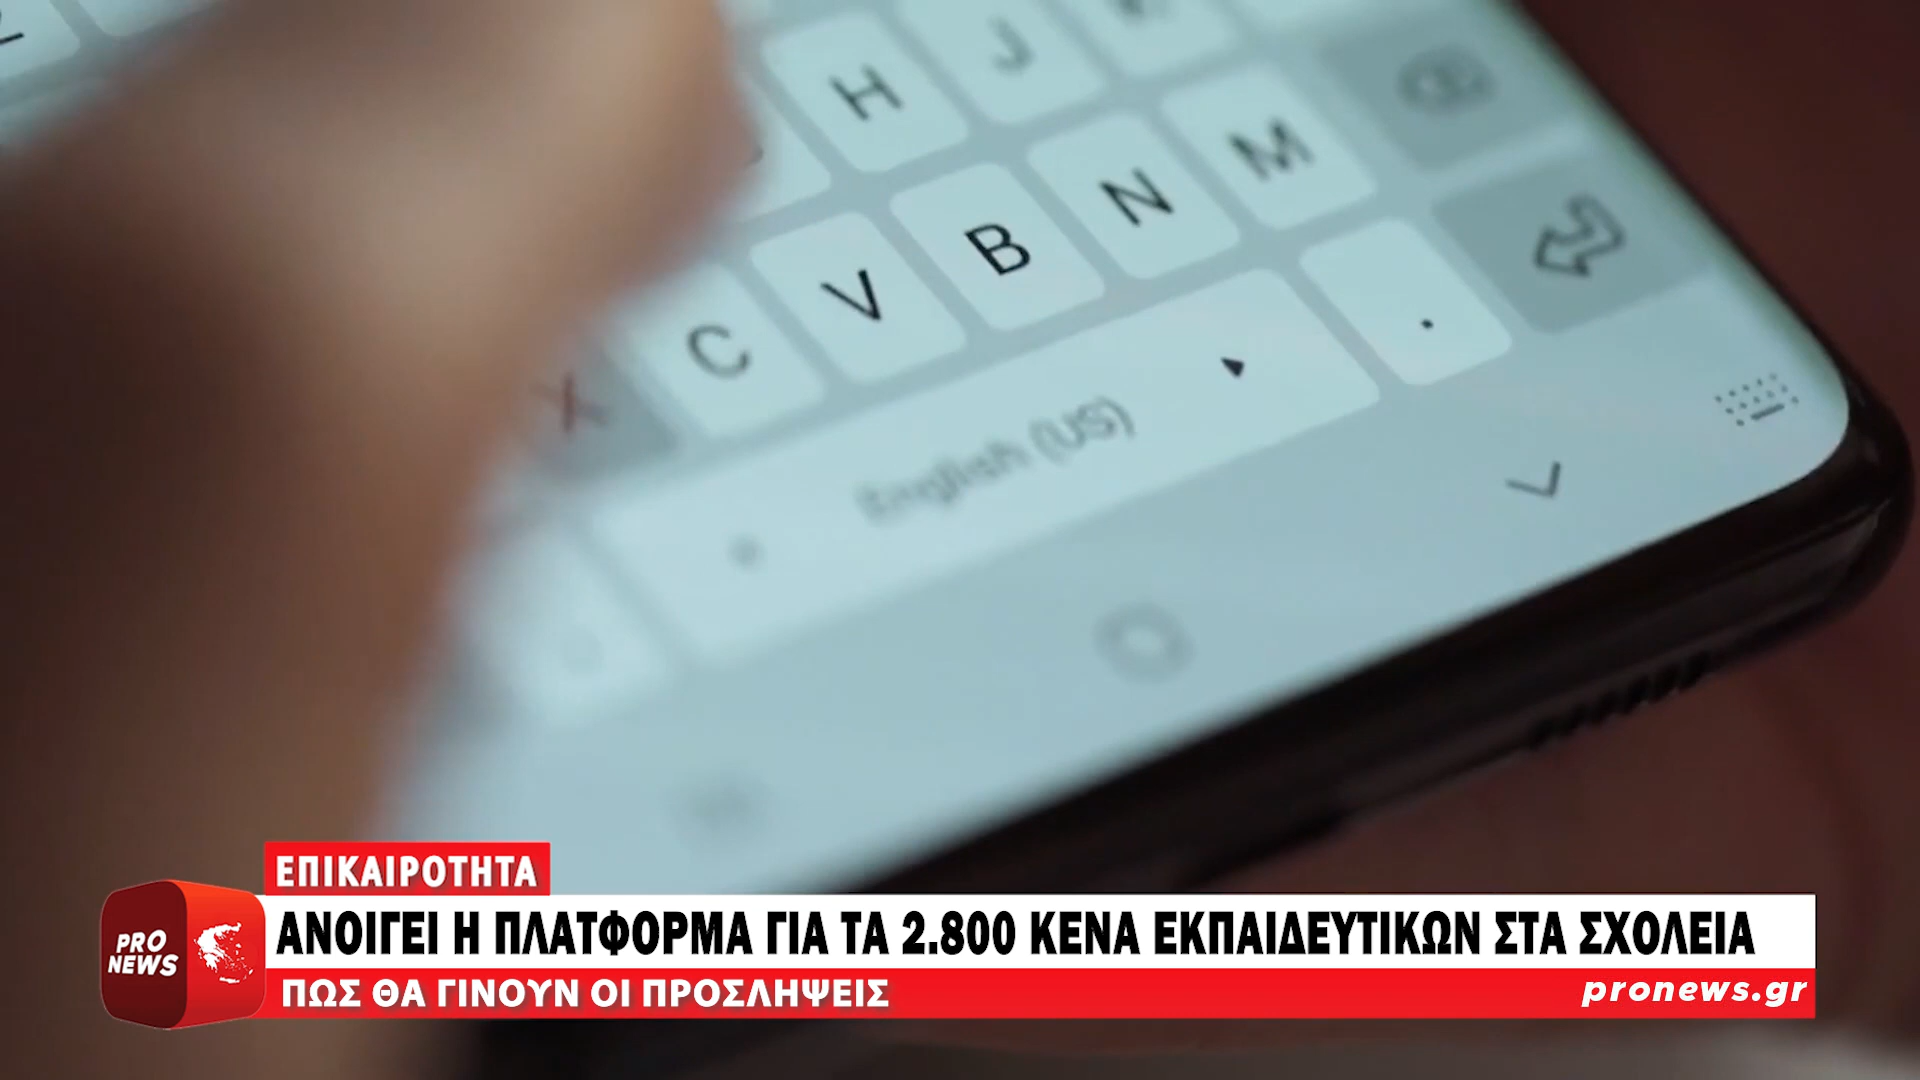 H J
C V B N M
English (US)
.
ΕΠΙΚΑΙΡΟΤΗΤΑ
ΑΝΟΙΓΕΙ Η ΠΛΑΤΦΟΡΜΑ ΓΙΑ ΤΑ 2.800 ΚΕΝΑ ΕΚΠΑΙΔΕΥΤΙΚΩΝ ΣΤΑ ΣΧΟΛΕΙΑ
PRO
NEWS
ΠΩΣ ΘΑ ΓΙΝΟΥΝ ΟΙ ΠΡΟΣΛΗΨΕΙΣ
pronews.gr